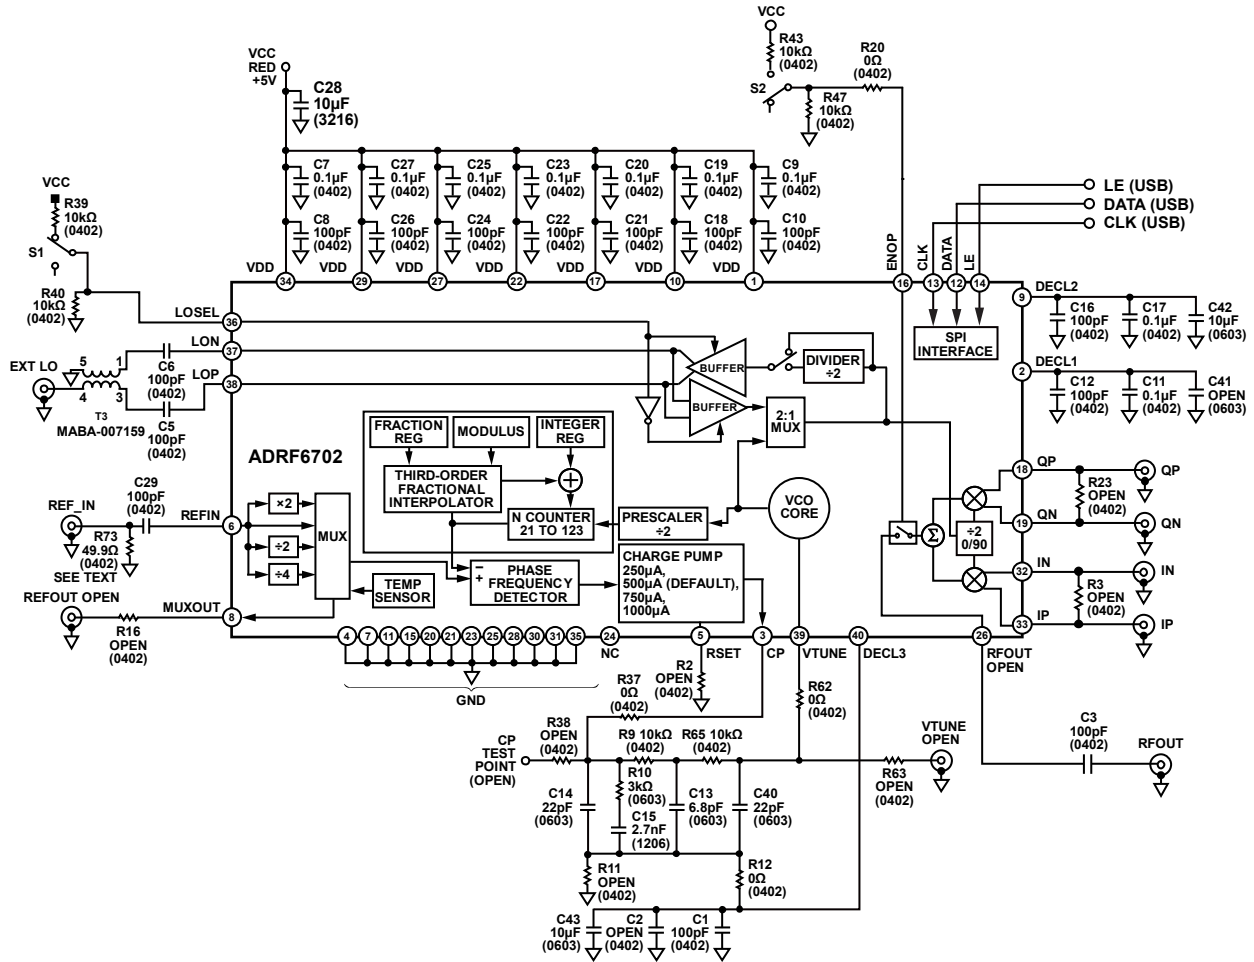 VCC
RED
+5V
C28
10µF
(3216)
VCC
R43
10kΩ
(0402)
S2
R47
10kΩ
(0402)
R20
0Ω
(0402)
C7
0.1µF
(0402)
C27
0.1µF
(0402)
C25
0.1µF
(0402)
C23
0.1µF
(0402)
C20
0.1µF
(0402)
C19
0.1µF
(0402)
C9
0.1µF
(0402)
C8
100pF
(0402)
C26
100pF
(0402)
C24
100pF
(0402)
C22
100pF
(0402)
C21
100pF
(0402)
C18
100pF
(0402)
C10
100pF
(0402)
VCC
R39
10kΩ
(0402)
S1
R40
10kΩ
(0402)
LE (USB)
DATA (USB)
CLK (USB)
VDD
VDD
VDD
VDD
VDD
VDD
VDD
ENOP
CLK
DATA
LE
34
29
27
22
17
10
1
16
13
12
14
LOSEL
36
LON
37
LOP
38
EXT LO
5
1
4
3
T3
MABA-007159
C6
100pF
(0402)
C5
100pF
(0402)
SPI
INTERFACE
9
DECL2
C16
100pF
(0402)
C17
0.1µF
(0402)
C42
10µF
(0603)
2
DECL1
C12
100pF
(0402)
C11
0.1µF
(0402)
C41
OPEN
(0603)
BUFFER
BUFFER
DIVIDER
÷2
2:1
MUX
ADRF6702
FRACTION
REG
MODULUS
INTEGER
REG
THIRD-ORDER
FRACTIONAL
INTERPOLATOR
+
N COUNTER
21 TO 123
PRESCALER
÷2
VCO
CORE
REF_IN
C29
100pF
(0402)
R73
49.9Ω
(0402)
SEE TEXT
REFIN
6
×2
÷2
÷4
MUX
TEMP
SENSOR
PHASE
FREQUENCY
DETECTOR
−
+
CHARGE PUMP
250µA,
500µA (DEFAULT),
750µA,
1000µA
Σ
÷2
0/90
18
QP
QP
R23
OPEN
(0402)
19
QN
QN
32
IN
IN
R3
OPEN
(0402)
33
IP
IP
REFOUT OPEN
R16
OPEN
(0402)
MUXOUT
8
4
7
11
15
20
21
23
25
28
30
31
35
24
NC
5
RSET
3
CP
39
VTUNE
40
DECL3
26
RFOUT
OPEN
GND
R2
OPEN
(0402)
R37
0Ω
(0402)
R62
0Ω
(0402)
CP
TEST
POINT
(OPEN)
R38
OPEN
(0402)
R9 10kΩ
(0402)
R65 10kΩ
(0402)
R10
3kΩ
(0603)
C14
22pF
(0603)
C15
2.7nF
(1206)
C13
6.8pF
(0603)
C40
22pF
(0603)
R63
OPEN
(0402)
VTUNE
OPEN
C3
100pF
(0402)
RFOUT
R11
OPEN
(0402)
R12
0Ω
(0402)
C43
10µF
(0603)
C2
OPEN
(0402)
C1
100pF
(0402)